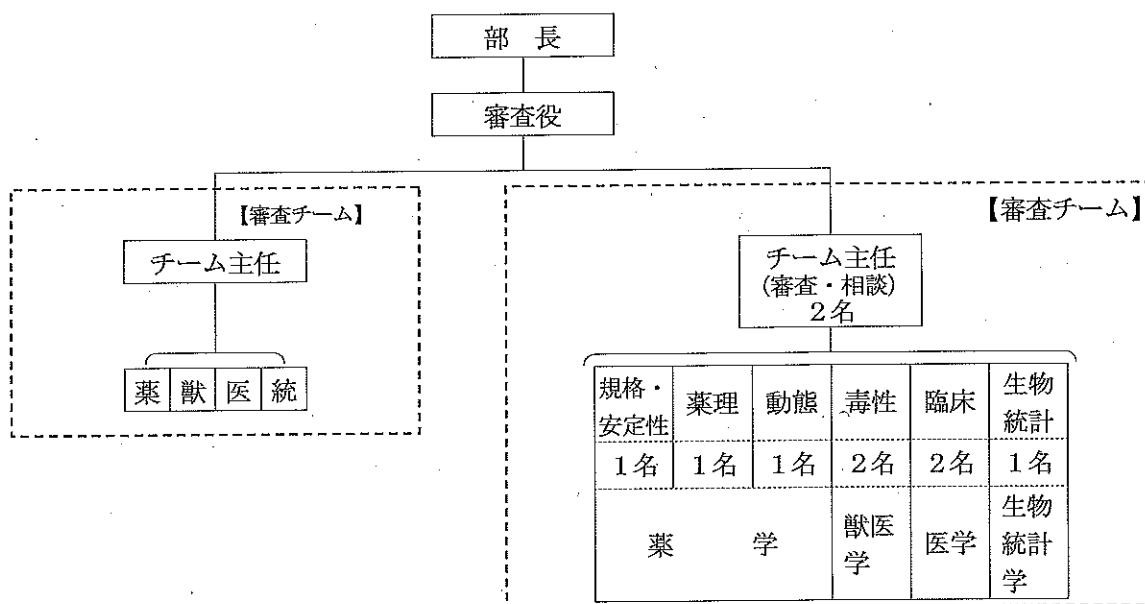 部 長
審査役
【審査チーム】
チーム主任
薬 獣 医 統
【審査チーム】
チーム主任
(審査・相談)
2名
規格・安定性 薬理 動態 毒性 臨床 生物統計
1名 1名 1名 2名 2名 1名
薬 学 獣医学 医学 生物統計学